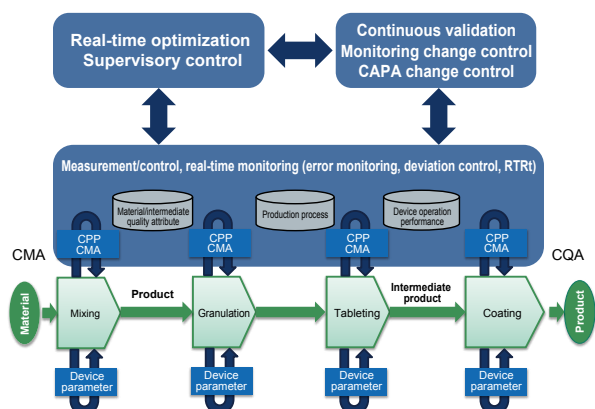 Real-time optimization
Supervisory control
Continuous validation
Monitoring change control
CAPA change control
Measurement/control, real-time monitoring (error monitoring, deviation control, RTRt)
Material/intermediate
quality attribute
Production process
Device operation
performance
CPP
CMA
CPP
CMA
CPP
CMA
CPP
CMA
CMA
CQA
Material
Mixing
Product
Granulation
Tableting
Intermediate
product
Coating
Product
Device
parameter
Device
parameter
Device
parameter
Device
parameter